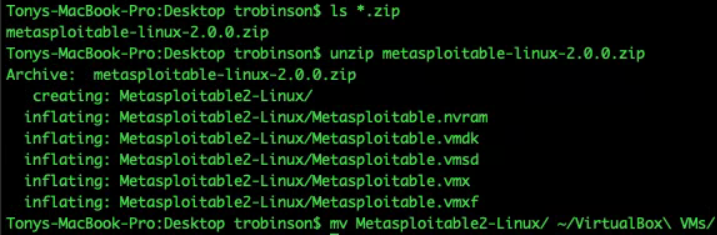 Tonys-MacBook-Pro:Desktop trobinson$ ls *.zip
metasploitable-linux-2.0.0.zip
Tonys-MacBook-Pro:Desktop trobinson$ unzip metasploitable-linux-2.0.0.zip
Archive:  metasploitable-linux-2.0.0.zip
   creating: Metasploitable2-Linux/
  inflating: Metasploitable2-Linux/Metasploitable.nvram
  inflating: Metasploitable2-Linux/Metasploitable.vmdk
  inflating: Metasploitable2-Linux/Metasploitable.vmsd
  inflating: Metasploitable2-Linux/Metasploitable.vmx
  inflating: Metasploitable2-Linux/Metasploitable.vmxf
Tonys-MacBook-Pro:Desktop trobinson$ mv Metasploitable2-Linux/ ~/VirtualBox\ VMs/